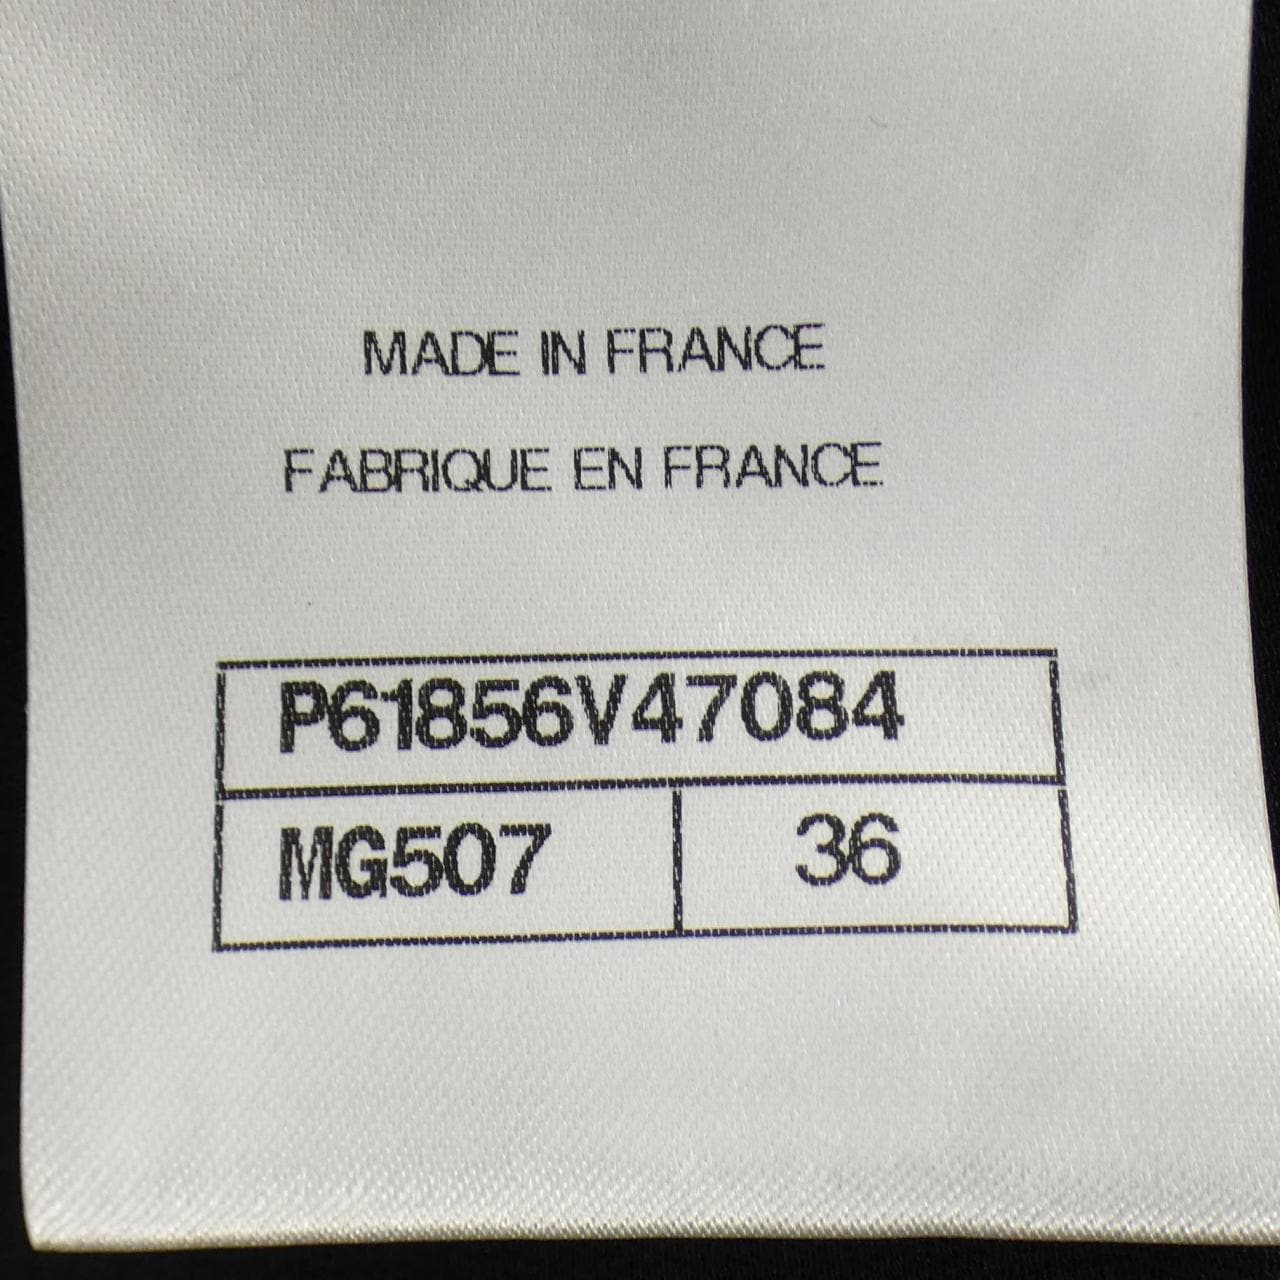 MADE IN FRANCE
FABRIQUE EN FRANCE
P61856V47084
MG507 36